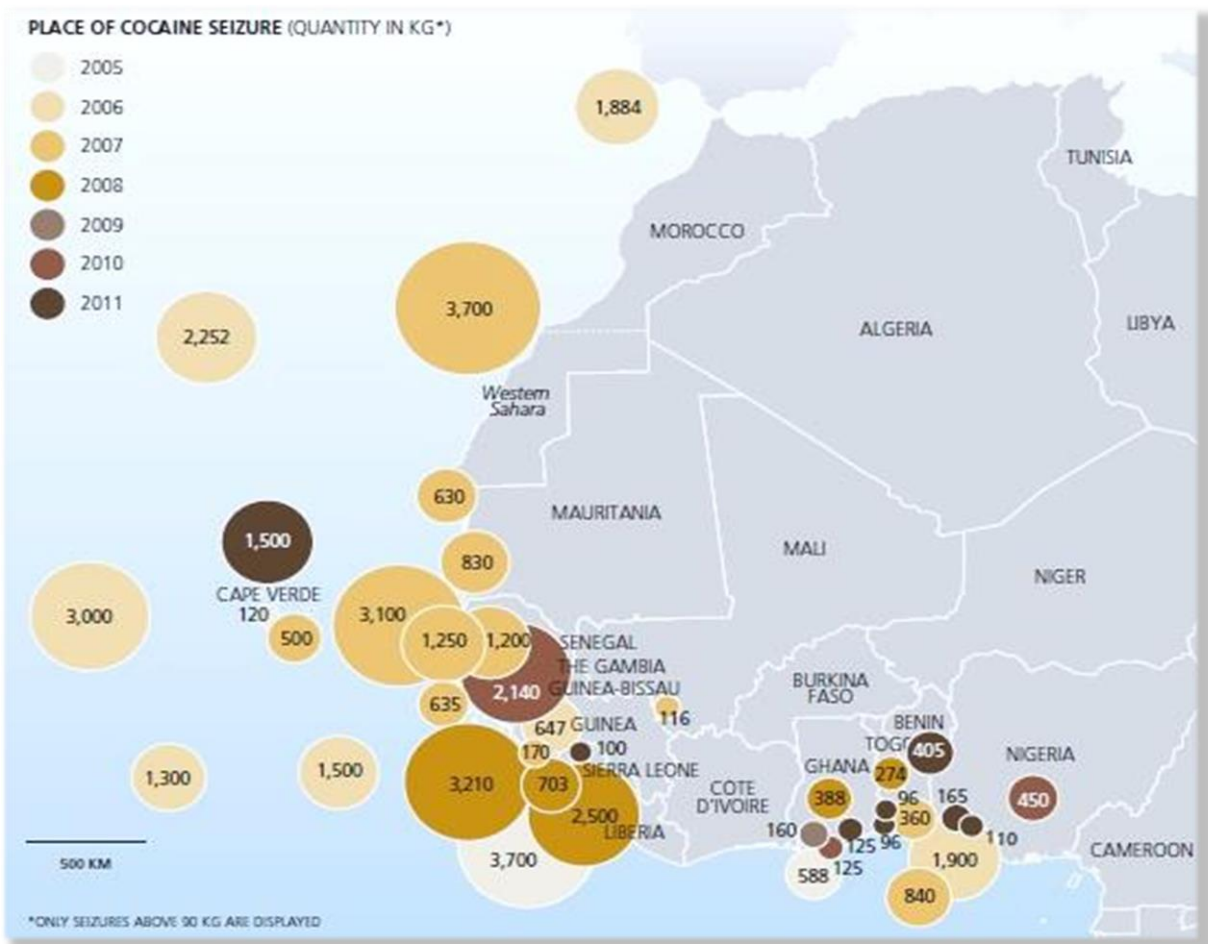 PLACE OF COCAINE SEIZURE (QUANTITY IN KG*)
2005
2006
2007
2008
2009
2010
2011
1,884
TUNISIA
MOROCCO
3,700
2,252
ALGERIA
LIBYA
Western
Sahara
630
MAURITANIA
1,500
MALI
830
NIGER
CAPE VERDE
120
3,000
500
3,100
1,250
1,200
SENEGAL
THE GAMBIA
2,140
GUINEA-BISSAU
BURKINA
FASO
635
647
GUINEA
116
BENIN
170
100
TOGO
405
NIGERIA
1,300
1,500
3,210
703
SIERRA LEONE
GHANA
274
CÔTE
D'IVOIRE
388
96
165
450
2,500
LIBERIA
160
360
125
96
110
CAMEROON
500 KM
3,700
588
125
1,900
840
*ONLY SEIZURES ABOVE 90 KG ARE DISPLAYED